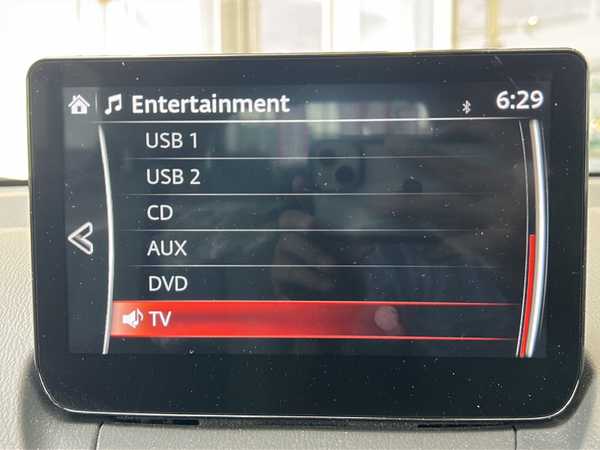 Entertainment 6:29
USB 1
USB 2
CD
AUX
DVD
TV